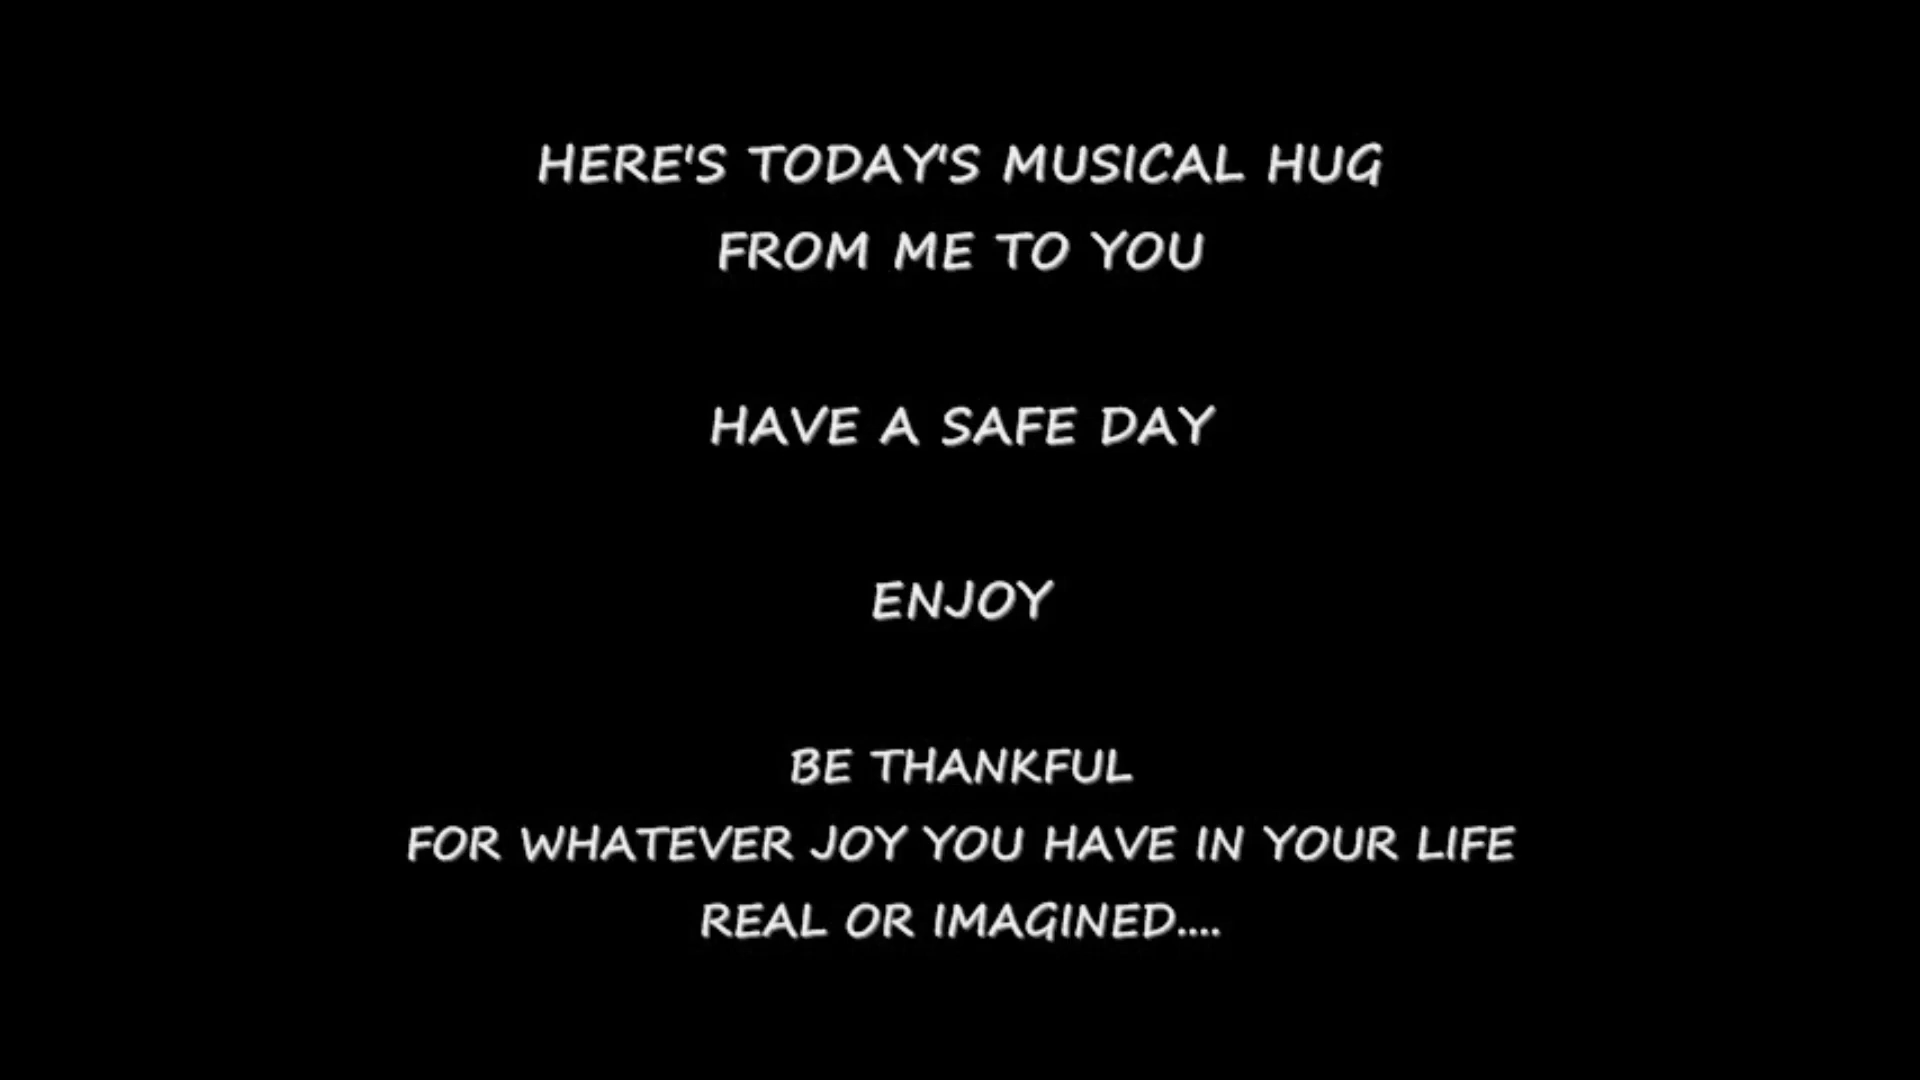 HERE'S TODAY'S MUSICAL HUG
FROM ME TO YOU
HAVE A SAFE DAY
ENJOY
BE THANKFUL
FOR WHATEVER JOY YOU HAVE IN YOUR LIFE
REAL OR IMAGINED....